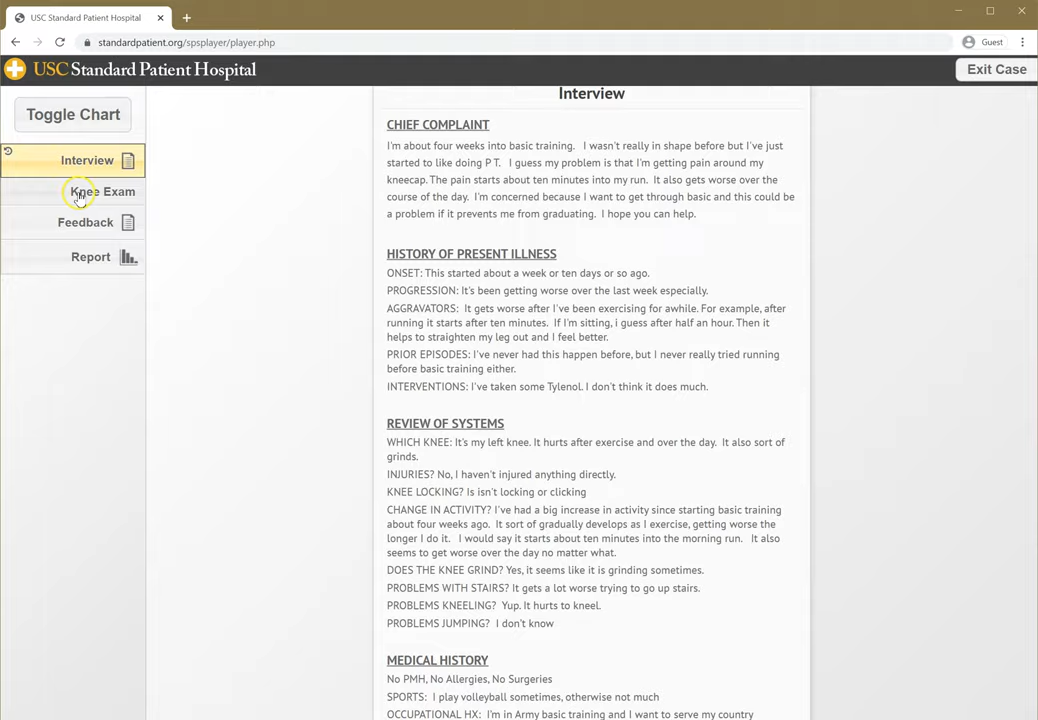 USC Standard Patient Hospital
standardpatient.org/spsplayer/player.php
Guest
USC Standard Patient Hospital
Exit Case
Toggle Chart
Interview
Knee Exam
Feedback
Report
Interview
CHIEF COMPLAINT
I'm about four weeks into basic training. I wasn't really in shape before but I've just
started to like doing P T. I guess my problem is that I'm getting pain around my
kneecap. The pain starts about ten minutes into my run. It also gets worse over the
course of the day. I'm concerned because I want to get through basic and this could be
a problem if it prevents me from graduating. I hope you can help.
HISTORY OF PRESENT ILLNESS
ONSET: This started about a week or ten days or so ago.
PROGRESSION: It's been getting worse over the last week especially.
AGGRAVATORS: It gets worse after I've been exercising for awhile. For example, after
running it starts after ten minutes. If I'm sitting, i guess after half an hour. Then it
helps to straighten my leg out and I feel better.
PRIOR EPISODES: I've never had this happen before, but I never really tried running
before basic training either.
INTERVENTIONS: I've taken some Tylenol. I don't think it does much.
REVIEW OF SYSTEMS
WHICH KNEE: It's my left knee. It hurts after exercise and over the day. It also sort of
grinds.
INJURIES? No, I haven't injured anything directly.
KNEE LOCKING? Is isn't locking or clicking
CHANGE IN ACTIVITY? I've had a big increase in activity since starting basic training
about four weeks ago. It sort of gradually develops as I exercise, getting worse the
longer I do it. I would say it starts about ten minutes into the morning run. It also
seems to get worse over the day no matter what.
DOES THE KNEE GRIND? Yes, it seems like it is grinding sometimes.
PROBLEMS WITH STAIRS? It gets a lot worse trying to go up stairs.
PROBLEMS KNEELING? Yup. It hurts to kneel.
PROBLEMS JUMPING? I don't know
MEDICAL HISTORY
No PMH, No Allergies, No Surgeries
SPORTS: I play volleyball sometimes, otherwise not much
OCCUPATIONAL HX: I'm in Army basic training and I want to serve my country